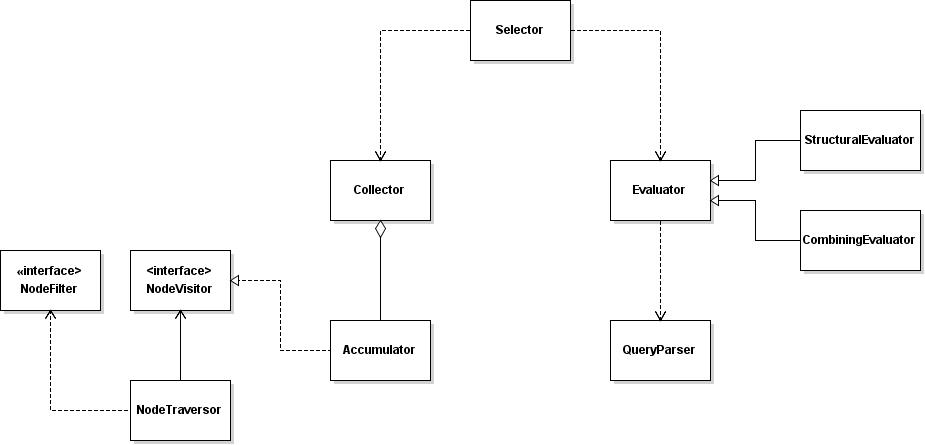 Selector
StructuralEvaluator
Collector
Evaluator
CombiningEvaluator
«interface>
NodeFilter
<interface>
NodeVisitor
Accumulator
QueryParser
NodeTraversor